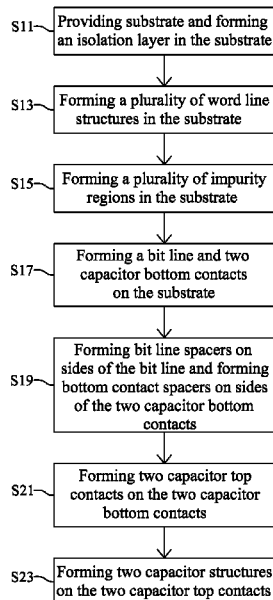 S11
Providing substrate and forming
an isolation layer in the substrate
S13
Forming a plurality of word line
structures in the substrate
S15
Forming a plurality of impurity
regions in the substrate
S17
Forming a bit line and two
capacitor bottom contacts
on the substrate
S19
Forming bit line spacers on
sides of the bit line and forming
bottom contact spacers on sides
of the two capacitor bottom
contacts
S21
Forming two capacitor top
contacts on the two capacitor
bottom contacts
S23
Forming two capacitor structures
on the two capacitor top contacts